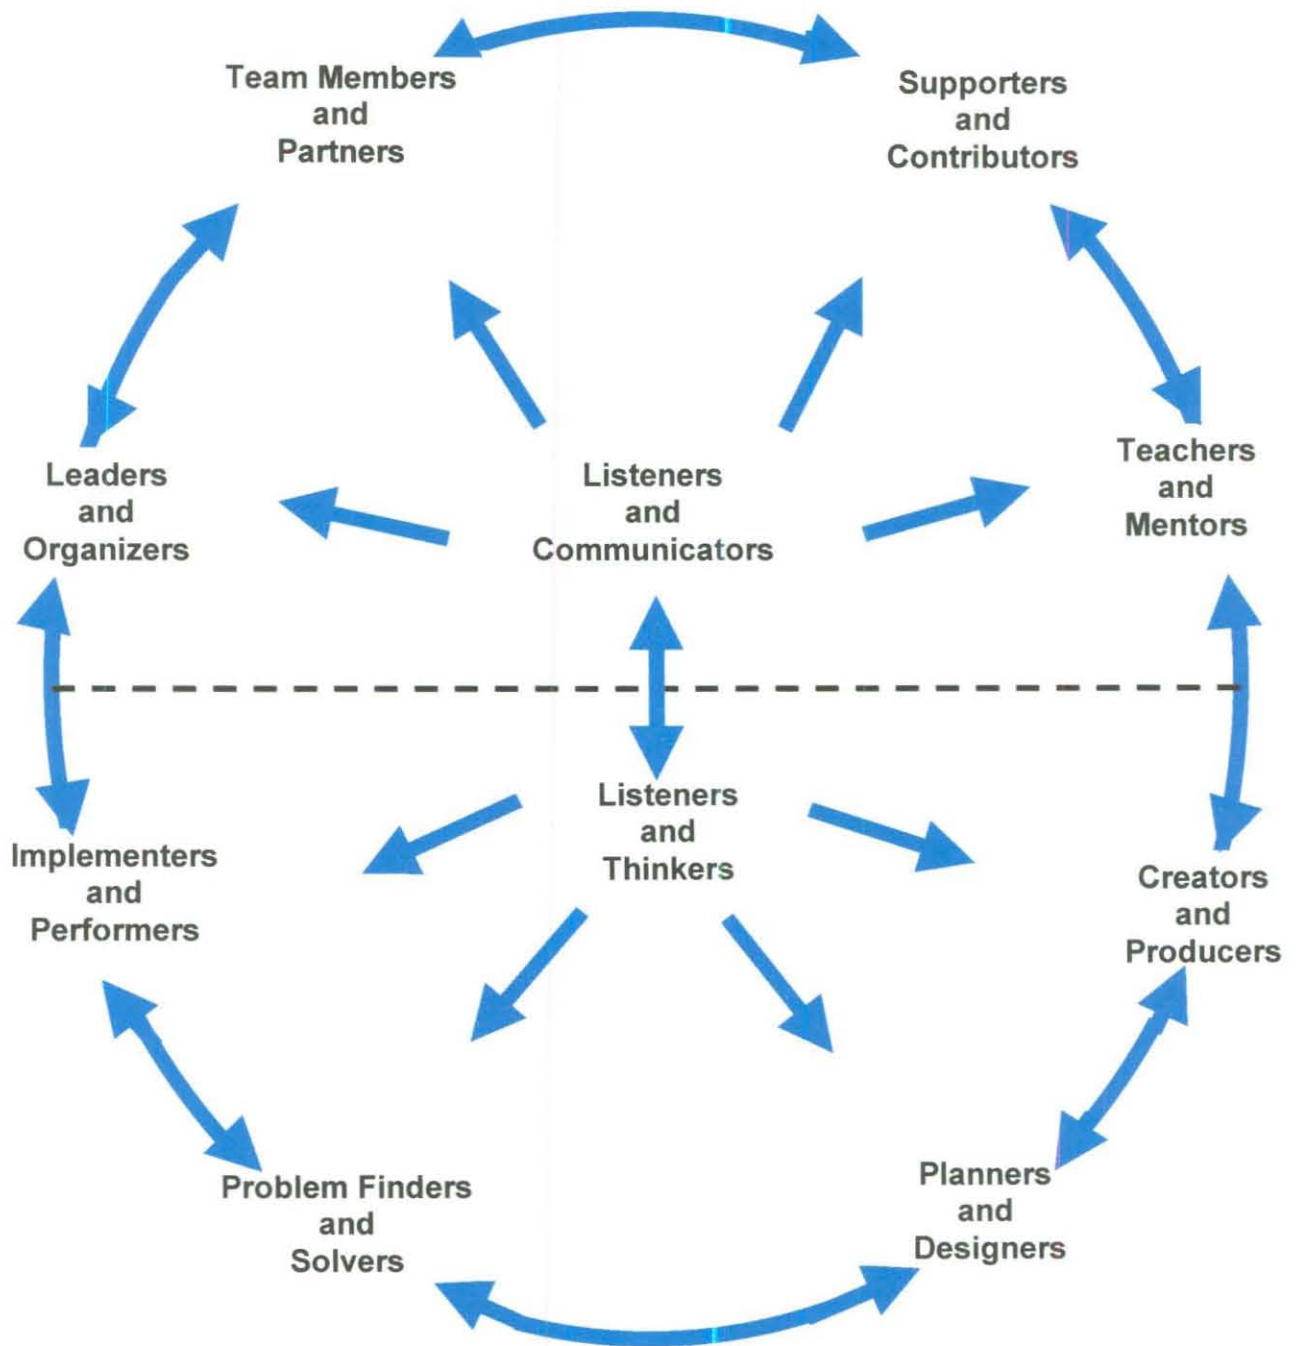 Team Members
and
Partners
Supporters
and
Contributors
Leaders
and
Organizers
Listeners
and
Communicators
Teachers
and
Mentors
Implementers
and
Performers
Listeners
and
Thinkers
Creators
and
Producers
Problem Finders
and
Solvers
Planners
and
Designers